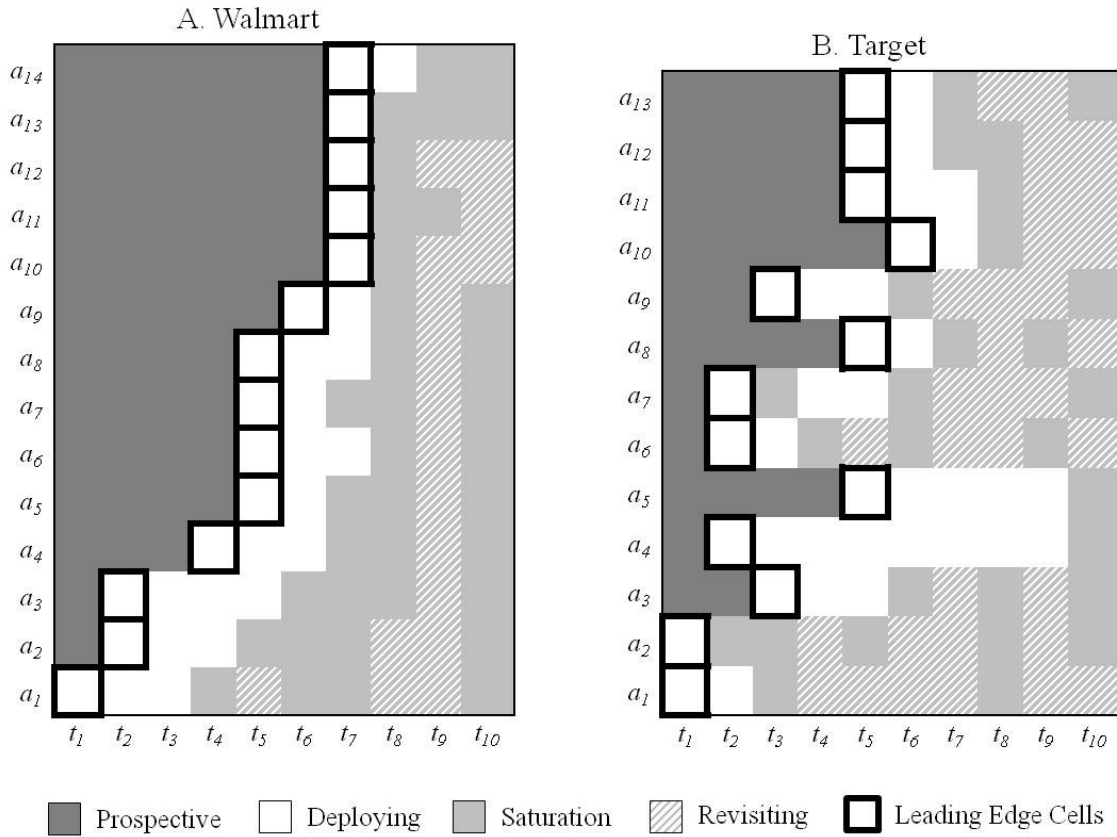 A. Walmart
a14
a13
a12
a11
a10
a9
a8
a7
a6
a5
a4
a3
a2
a1
t1 t2 t3 t4 t5 t6 t7 t8 t9 t10
B. Target
a13
a12
a11
a10
a9
a8
a7
a6
a5
a4
a3
a2
a1
t1 t2 t3 t4 t5 t6 t7 t8 t9 t10
Prospective Deploying Saturation Revisiting Leading Edge Cells